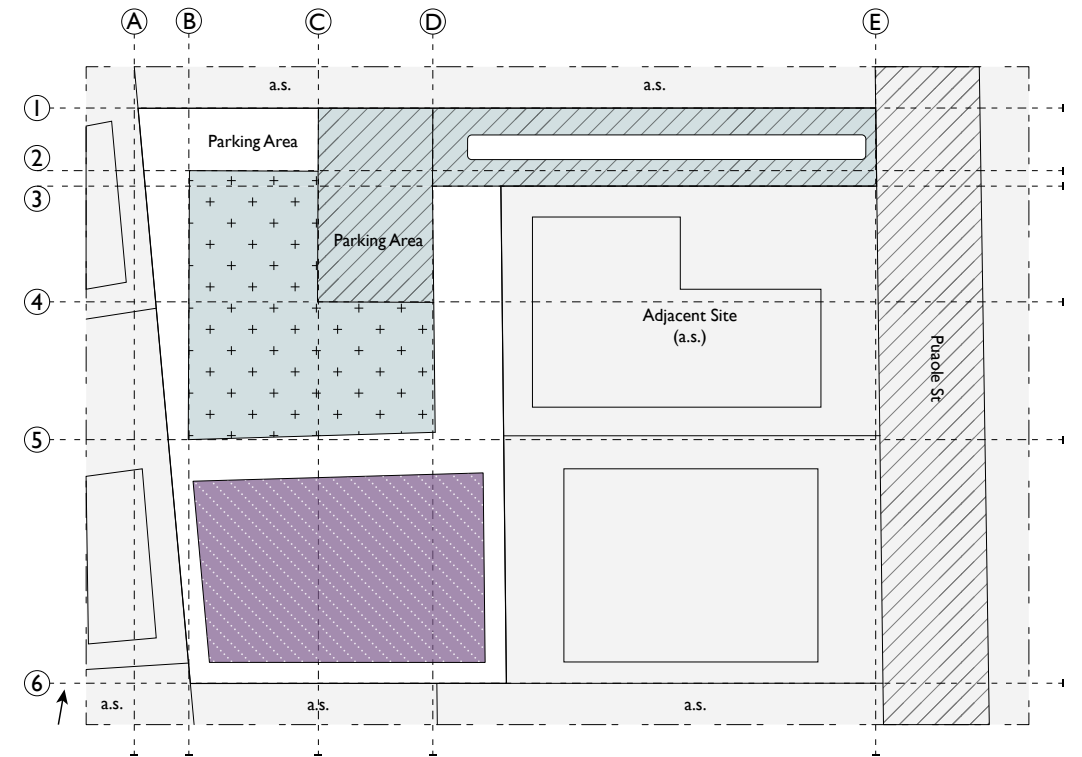 A B C D E
a.s. a.s.
1
Parking Area
2
3
Parking Area
4
Adjacent Site
(a.s.)
Puaole St
5
6
a.s. a.s. a.s.